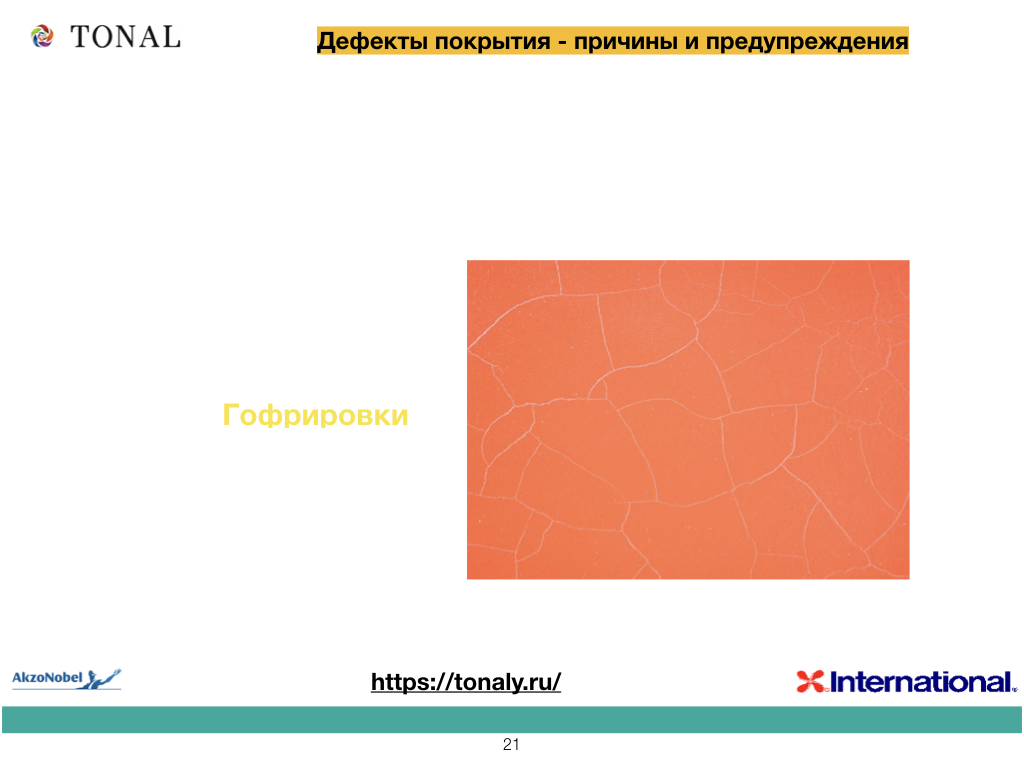 TONAL
Дефекты покрытия - причины и предупреждения
Гофрировки
AkzoNobel
https://tonaly.ru/
International
21